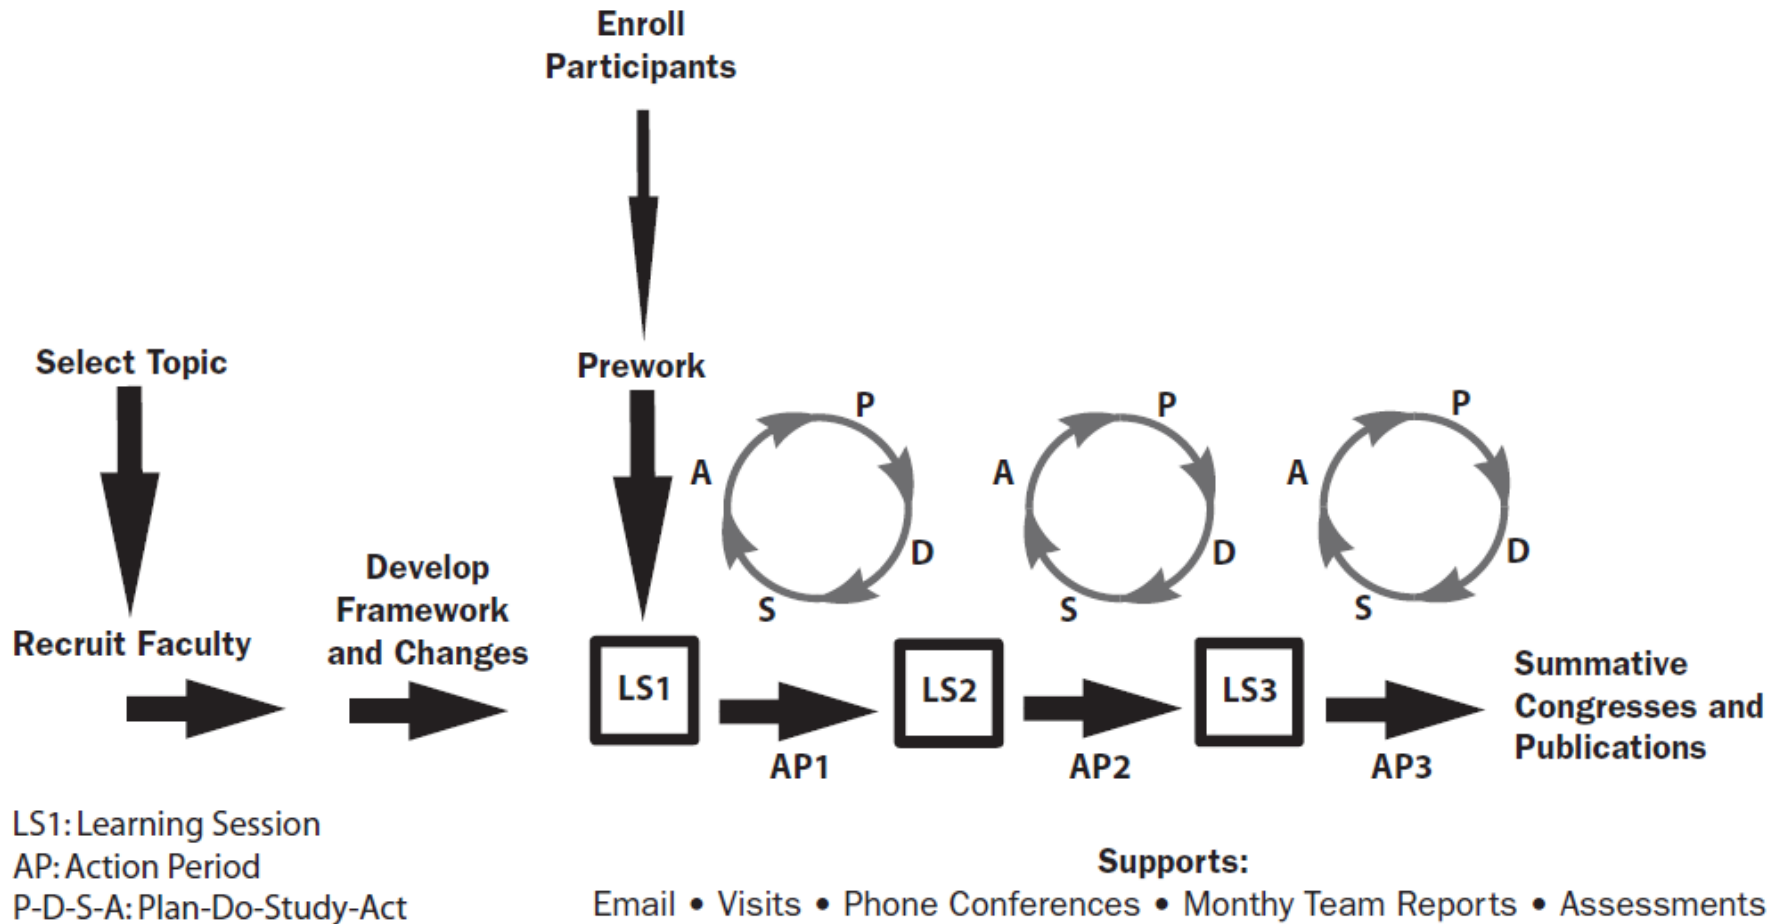 Enroll
Participants
Select Topic
Prework
P
A
D
S
P
A
D
S
P
A
D
S
Recruit Faculty
Develop
Framework
and Changes
LS1
AP1
LS2
AP2
LS3
AP3
Summative
Congresses and
Publications
LS1: Learning Session
AP: Action Period
P-D-S-A: Plan-Do-Study-Act
Supports:
Email • Visits • Phone Conferences • Monthy Team Reports • Assessments